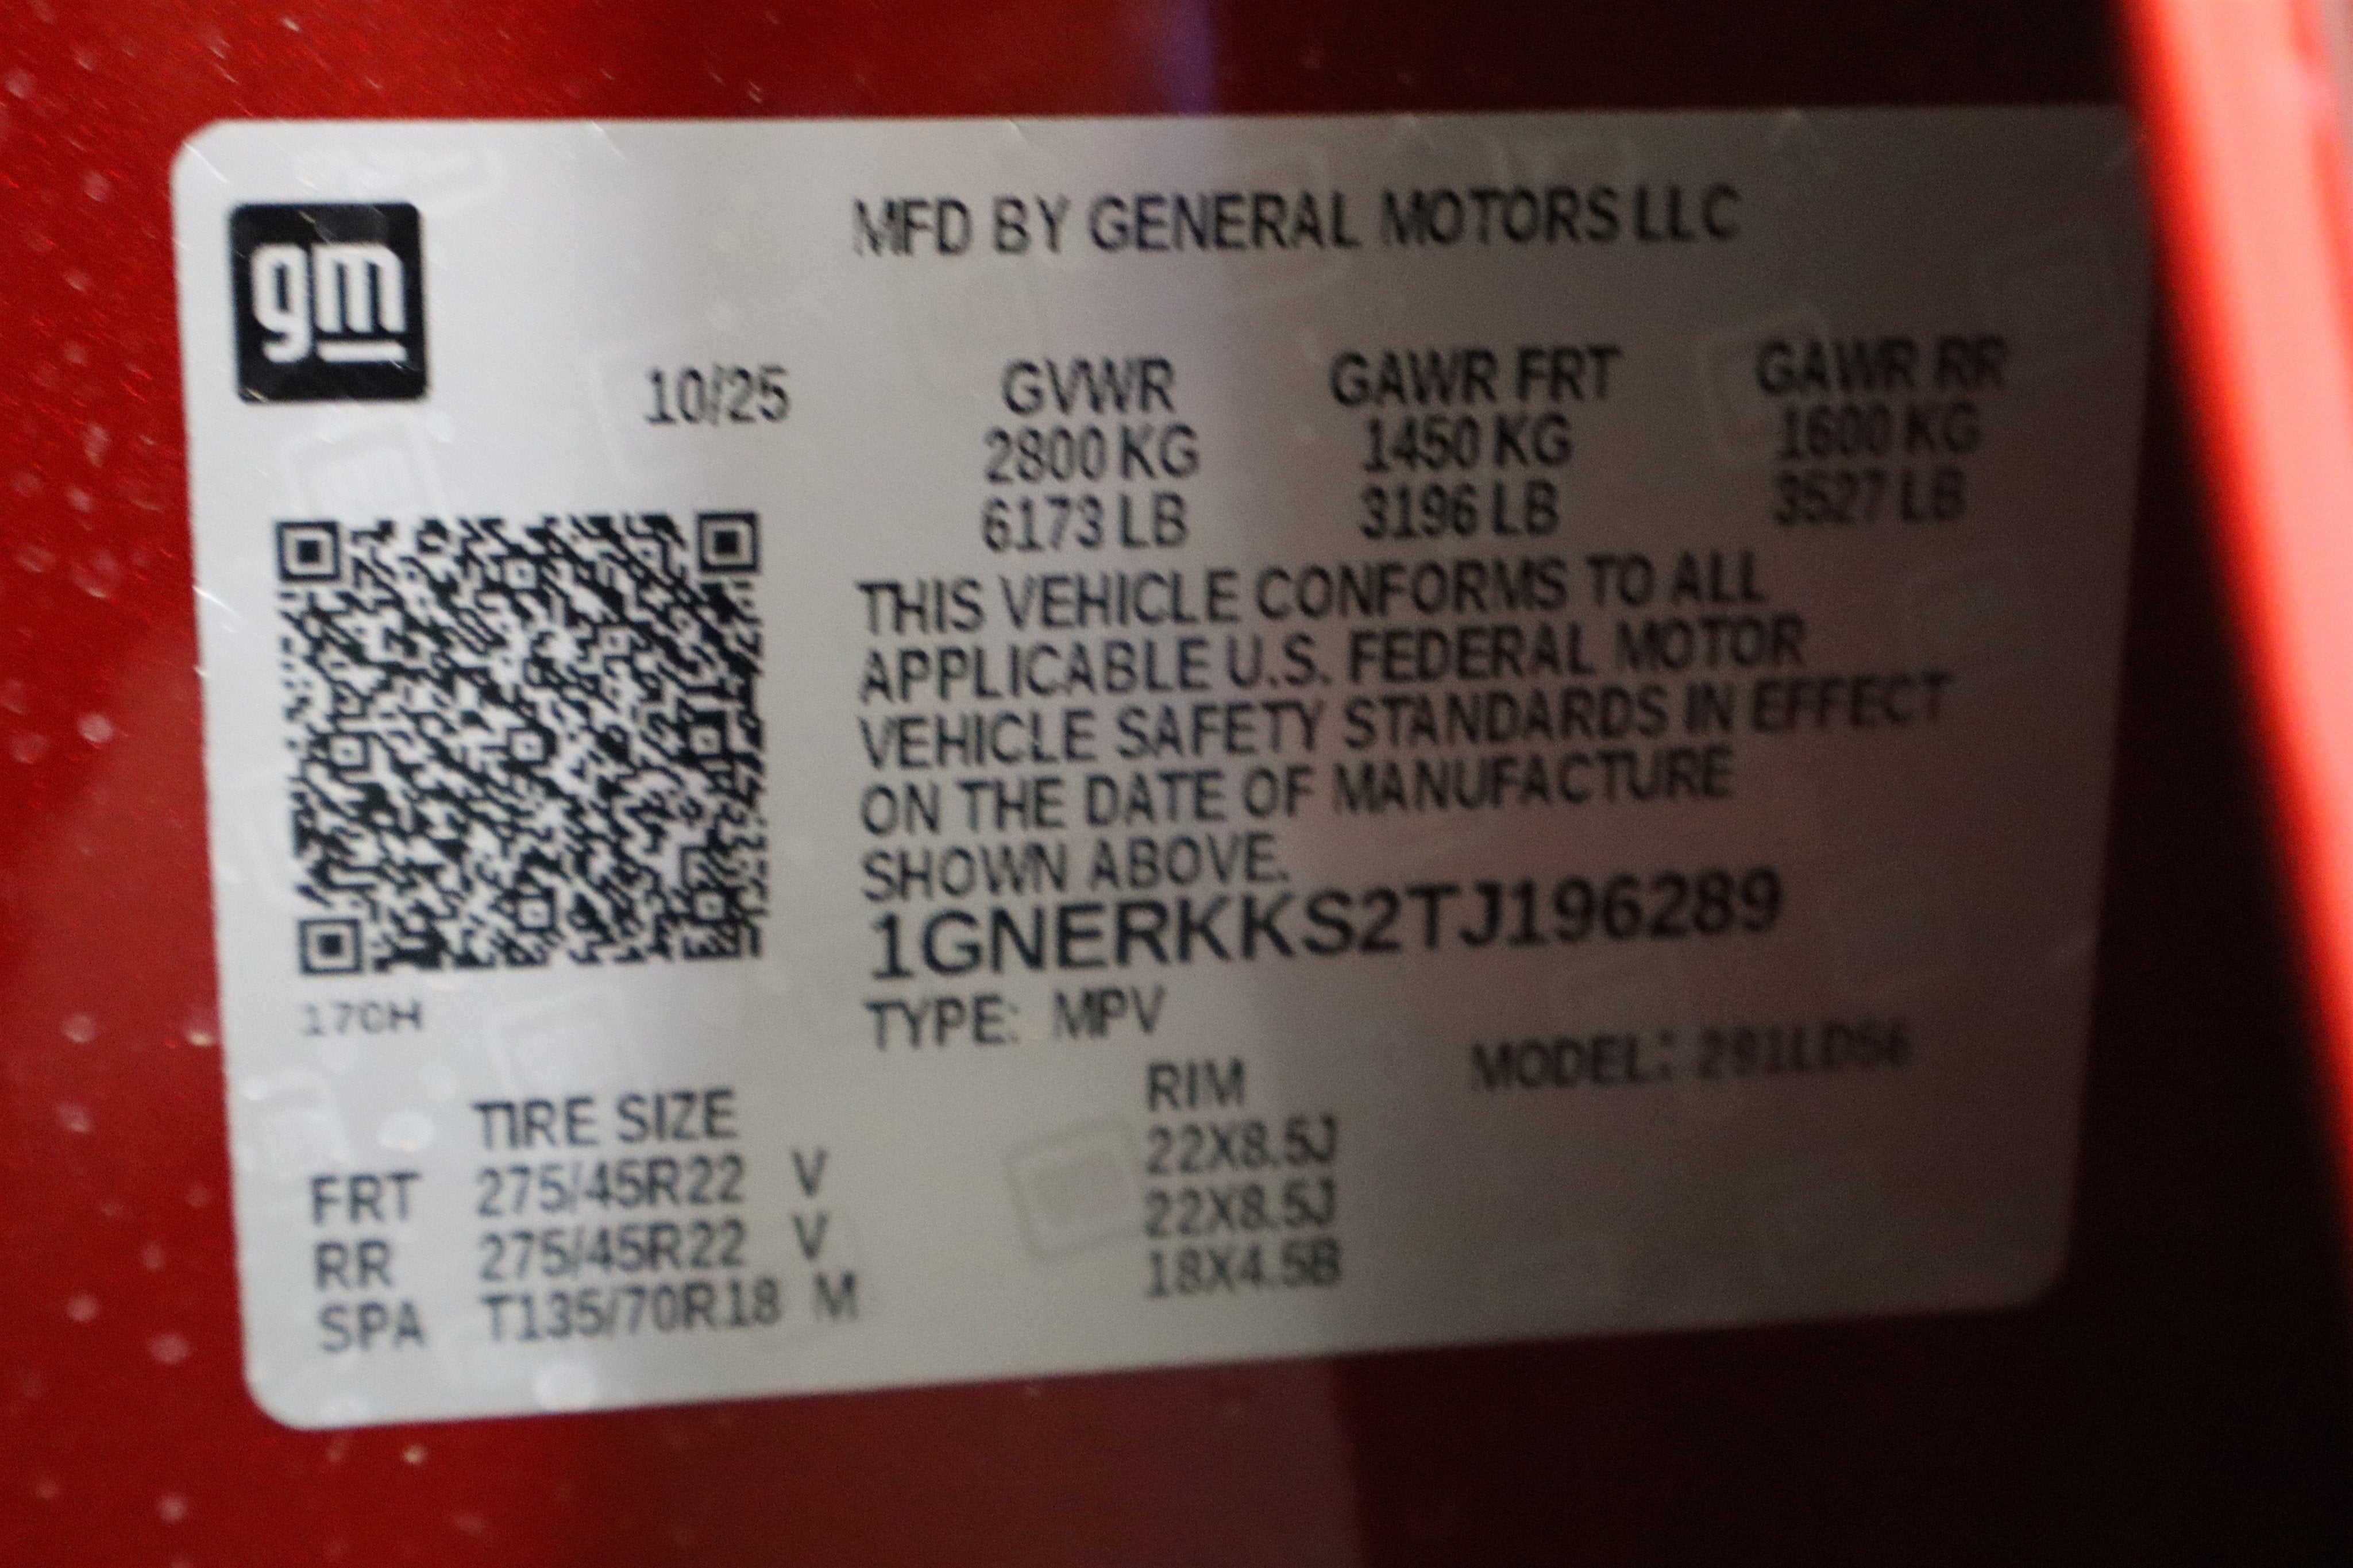 gm
MFD BY GENERAL MOTORS LLC
10/25 GVWR GAWR FRT GAWR RR
2800 KG 1450 KG 1600 KG
6173 LB 3196 LB 3527 LB
THIS VEHICLE CONFORMS TO ALL
APPLICABLE U.S. FEDERAL MOTOR
VEHICLE SAFETY STANDARDS IN EFFECT
ON THE DATE OF MANUFACTURE
SHOWN ABOVE.
1GNERKKS2TJ196289
170H
TYPE: MPV
MODEL:
TIRE SIZE RIM
FRT 275/45R22 V 22X8.5J
RR 275/45R22 V 22X8.5J
SPA T135/70R18 M 18X4.5B